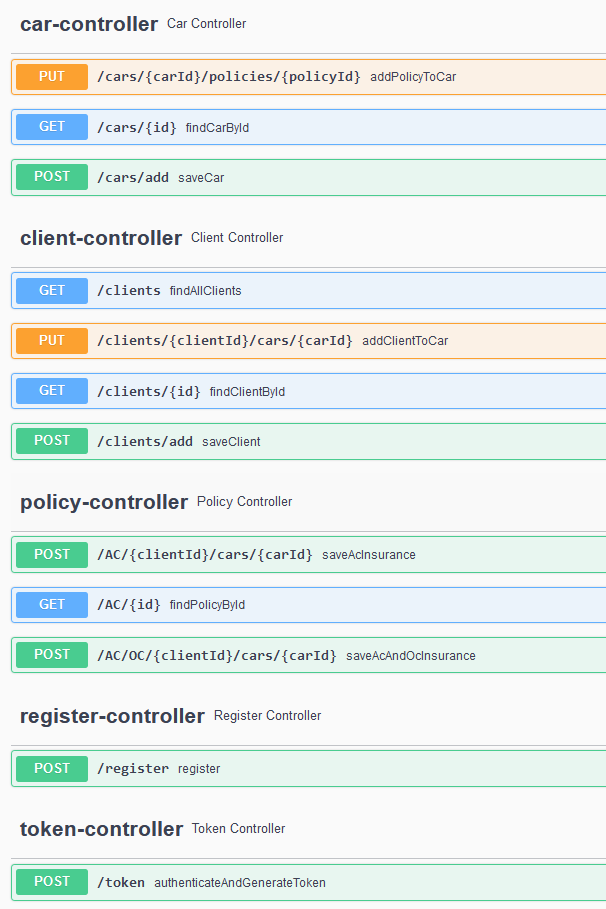 car-controller Car Controller
PUT /cars/{carId}/policies/{policyId} addPolicyToCar
GET /cars/{id} findCarById
POST /cars/add saveCar
client-controller Client Controller
GET /clients findAllClients
PUT /clients/{clientId}/cars/{carId} addClientToCar
GET /clients/{id} findClientById
POST /clients/add saveClient
policy-controller Policy Controller
POST /AC/{clientId}/cars/{carId} saveAcInsurance
GET /AC/{id} findPolicyById
POST /AC/OC/{clientId}/cars/{carId} saveAcAndOcInsurance
register-controller Register Controller
POST /register register
token-controller Token Controller
POST /token authenticateAndGenerateToken